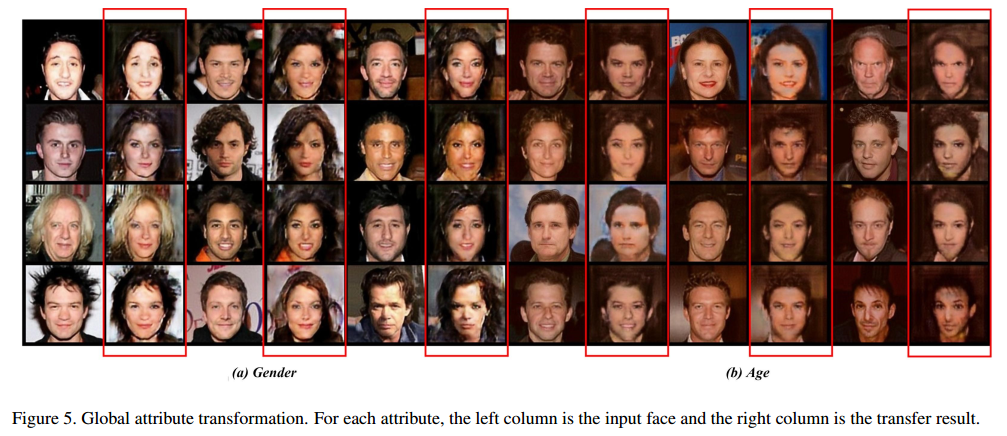 (a) Gender
(b) Age
Figure 5. Global attribute transformation. For each attribute, the left column is the input face and the right column is the transfer result.